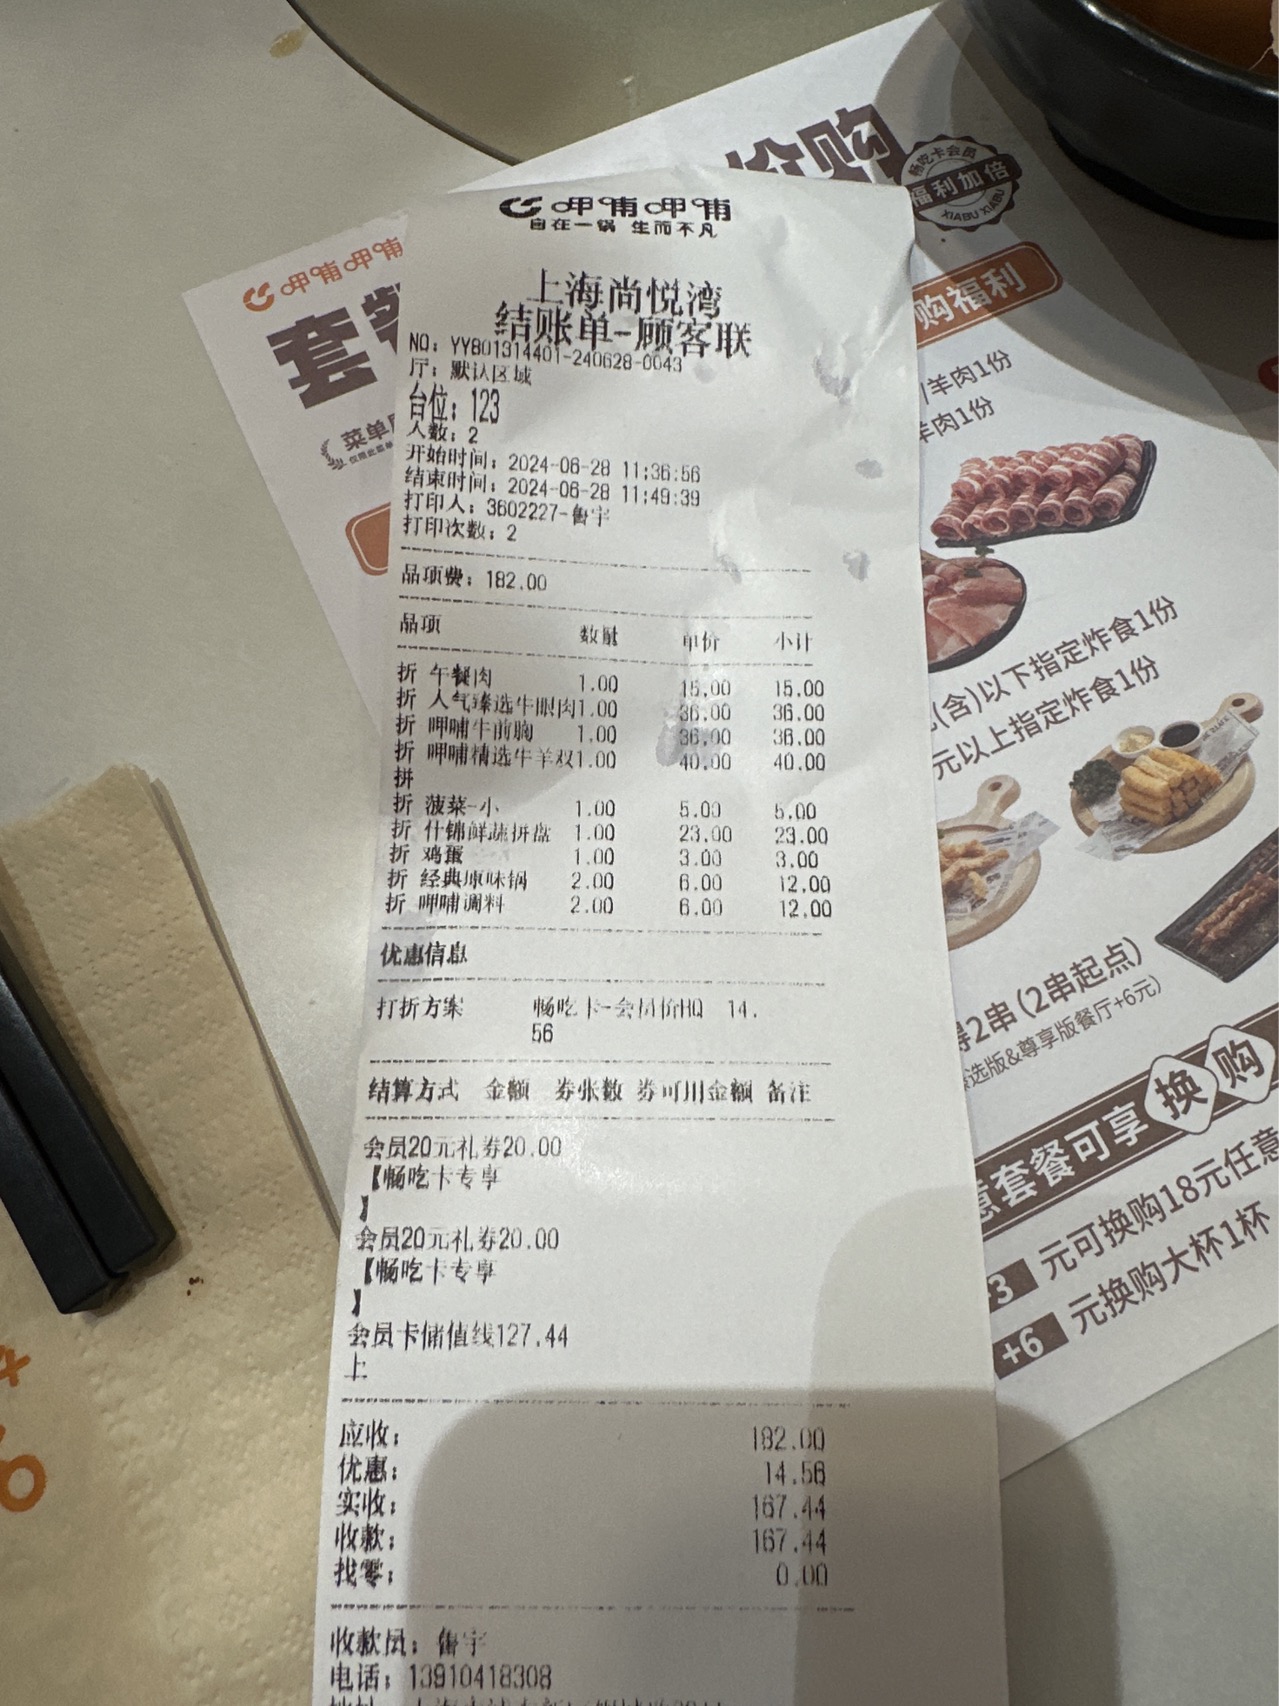 呷哺呷哺
自在一锅 生而不凡
上海尚悦湾
结账单-顾客联
NO: YY801314401-240628-0043
厅: 默认区域
台位: 123
人数: 2
开始时间: 2024-06-28 11:36:56
结束时间: 2024-06-28 11:49:39
打印人: 3602227-鲁宇
打印次数: 2
品项费: 182.00
品项 数量 单价 小计
折 午餐肉 1.00 15.00 15.00
折 人气臻选牛眼肉1.00 36.00 36.00
折 呷哺牛前胸 1.00 36.00 36.00
折 呷哺精选牛羊双1.00 40.00 40.00
拼
折 菠菜-小 1.00 5.00 5.00
折 什锦鲜蔬拼盘 1.00 23.00 23.00
折 鸡蛋 1.00 3.00 3.00
折 经典原味锅 2.00 6.00 12.00
折 呷哺调料 2.00 6.00 12.00
优惠信息
打折方案 畅吃卡-会员价HQ 14.
56
结算方式 金额 券张数 券可用金额 备注
会员20元礼券20.00
【畅吃卡专享
】
会员20元礼券20.00
【畅吃卡专享
】
会员卡储值线127.44
上
应收: 182.00
优惠: 14.56
实收: 167.44
收款: 167.44
找零: 0.00
收款员: 鲁宇
电话: 13910418308
呷哺呷哺
套餐
菜单
购
畅吃卡会员
福利加倍
XIABU XIABU
购福利
羊肉1份
羊肉1份
(含)以下指定炸食1份
元以上指定炸食1份
得2串(2串起点)
选版&尊享版餐厅+6元)
意套餐可享 换 购
+3 元可换购18元任意
+6 元换购大杯1杯